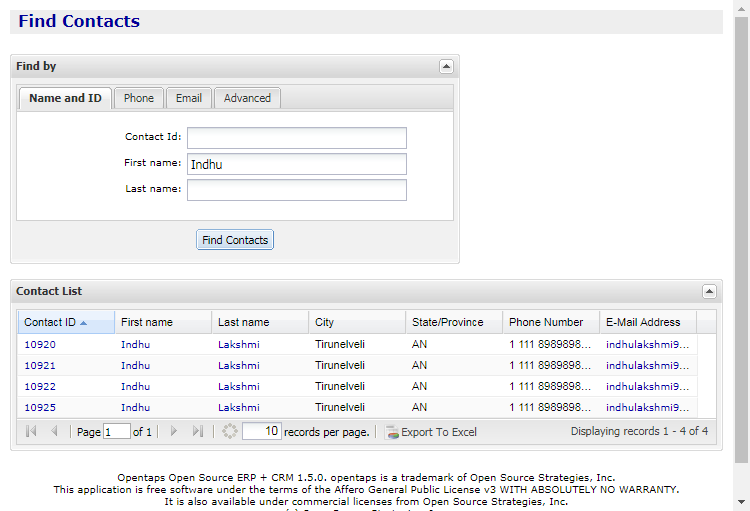 Find Contacts
Find by
Name and ID Phone Email Advanced
Contact Id:
First name: Indhu
Last name:
Find Contacts
Contact List
Contact ID First name Last name City State/Province Phone Number E-Mail Address
10920 Indhu Lakshmi Tirunelveli AN 1 111 8989898... indhulakshmi9...
10921 Indhu Lakshmi Tirunelveli AN 1 111 8989898... indhulakshmi9...
10922 Indhu Lakshmi Tirunelveli AN 1 111 8989898... indhulakshmi9...
10925 Indhu Lakshmi Tirunelveli AN 1 111 8989898... indhulakshmi9...
Page 1 of 1 10 records per page. Export To Excel Displaying records 1 - 4 of 4
Opentaps Open Source ERP + CRM 1.5.0. opentaps is a trademark of Open Source Strategies, Inc.
This application is free software under the terms of the Affero General Public License v3 WITH ABSOLUTELY NO WARRANTY.
It is also available under commercial licenses from Open Source Strategies, Inc.